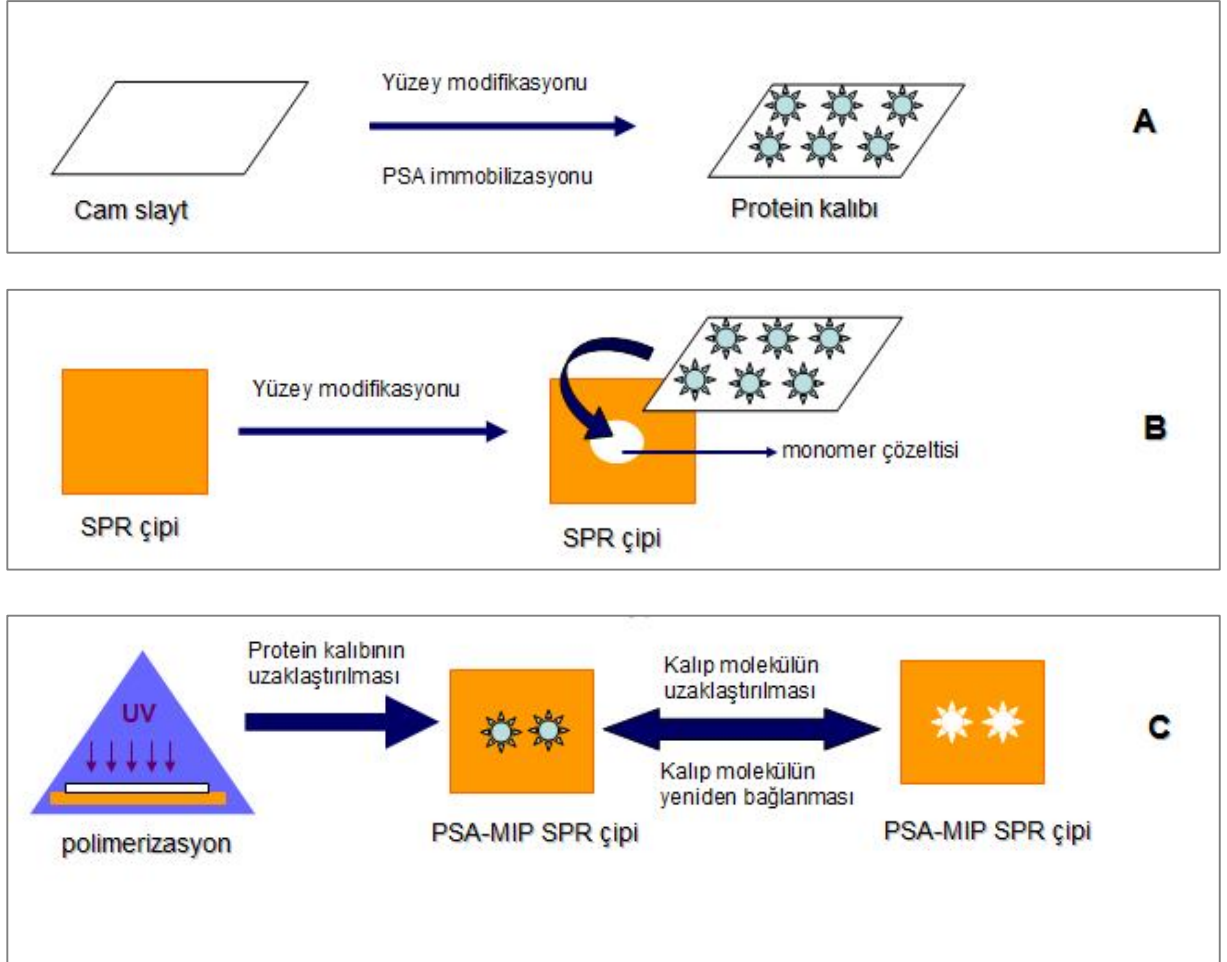 Yüzey modifikasyonu
PSA immobilizasyonu
Cam slayt
Protein kalıbı
A
Yüzey modifikasyonu
monomer çözeltisi
SPR çipi
SPR çipi
B
UV
polimerizasyon
Protein kalıbının
uzaklaştırılması
PSA-MIP SPR çipi
Kalıp molekülün
uzaklaştırılması
Kalıp molekülün
yeniden bağlanması
PSA-MIP SPR çipi
C